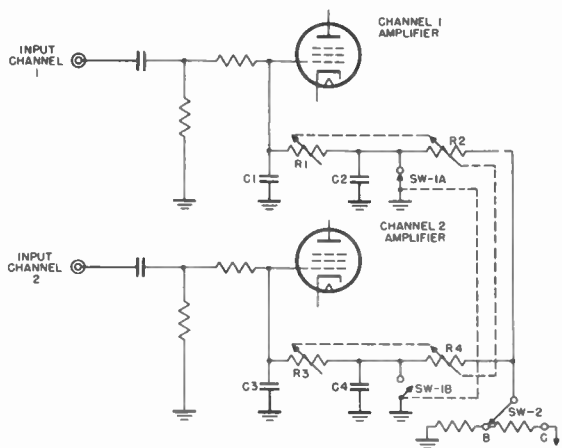 CHANNEL 1
AMPLIFIER
INPUT
CHANNEL
1
R1
R2
C1
C2
SW-1A
CHANNEL 2
AMPLIFIER
INPUT
CHANNEL
2
R3
R4
C3
C4
SW-1B
SW-2
B
C